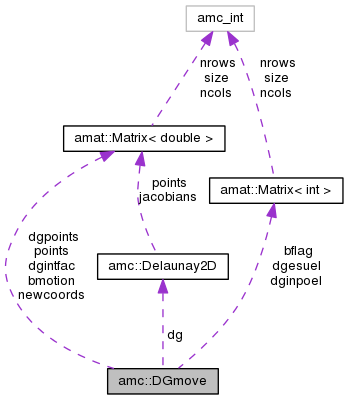 amc_int
nrows
size
ncols
nrows
size
ncols
amat::Matrix< double >
amat::Matrix< int >
points
jacobians
dgpoints
points
dgintfac
bmotion
newcoords
amc::Delaunay2D
bflag
dgesuel
dginpoel
dg
amc::DGmove